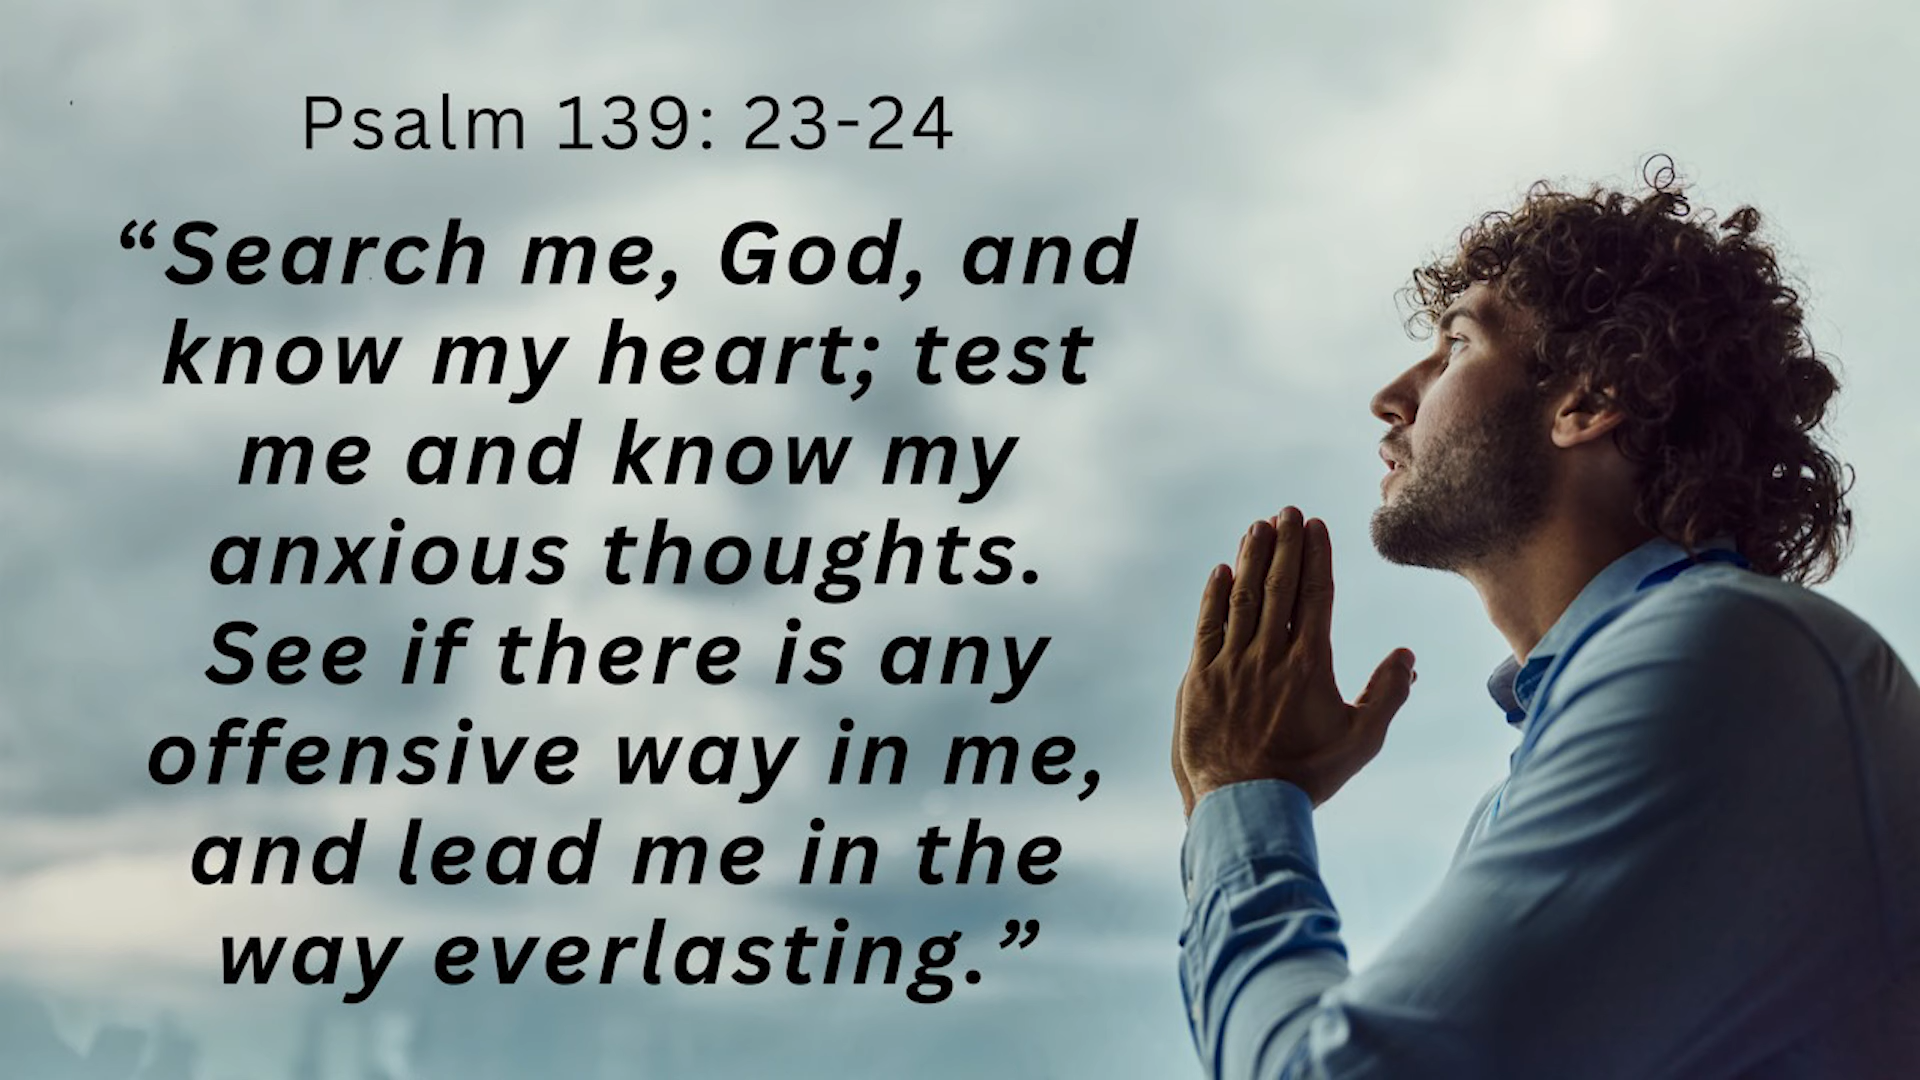 Psalm 139: 23-24
“Search me, God, and
know my heart; test
me and know my
anxious thoughts.
See if there is any
offensive way in me,
and lead me in the
way everlasting.”